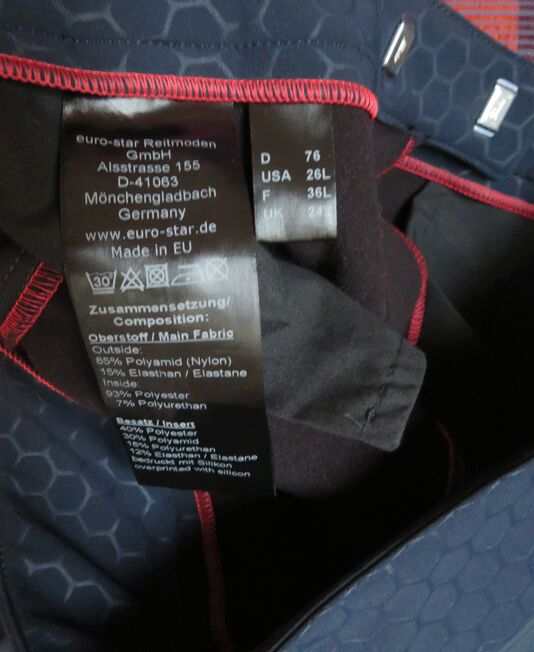 euro-star Reitmoden
GmbH
Alsstrasse 155
D-41063
Mönchengladbach
Germany
www.euro-star.de
Made in EU
30°
Zusammensetzung/
Composition:
Oberstoff / Main Fabric
Outside:
85% Polyamid (Nylon)
15% Elasthan / Elastane
Inside:
93% Polyester
7% Polyurethan
Besatz / Insert
40% Polyester
30% Polyamid
18% Polyurethan
12% Elasthan / Elastane
bedruckt mit Silikon
overprinted with silicon
D 76
USA 26L
F 36L
UK